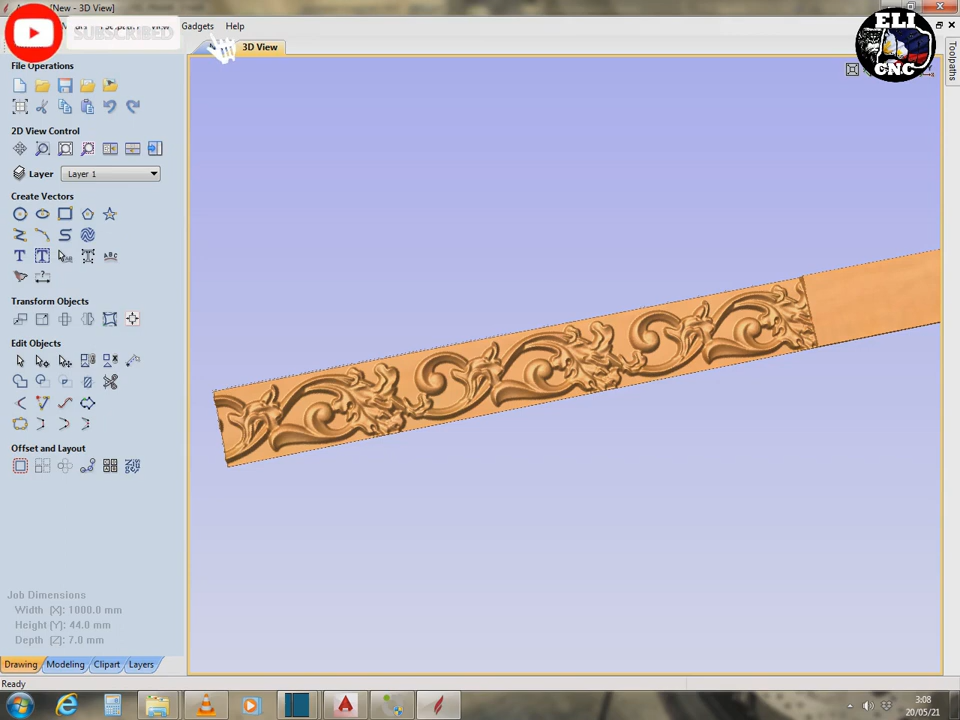 [New - 3D View]
View Gadgets Help
SUBSCRIBED
3D View
ELI
CNC
Toolpaths
File Operations
2D View Control
Layer Layer 1
Create Vectors
Transform Objects
Edit Objects
Offset and Layout
Job Dimensions
Width [X]: 1000.0 mm
Height [Y]: 44.0 mm
Depth [Z]: 7.0 mm
Drawing Modeling Clipart Layers
Ready
3:08
20/05/21